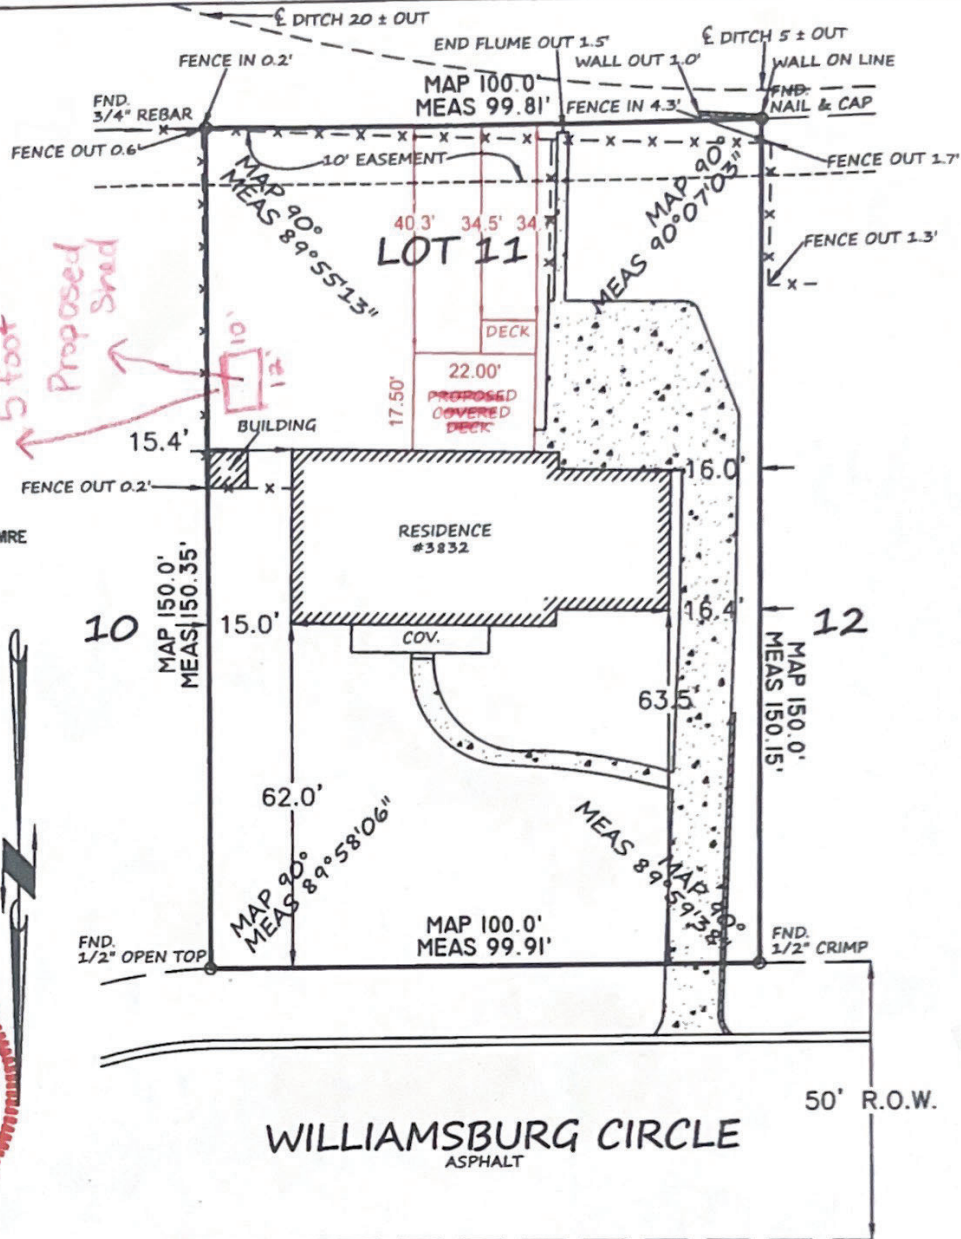 ℄ DITCH 20 ± OUT
END FLUME OUT 1.5'
℄ DITCH 5 ± OUT
FENCE IN 0.2'
WALL OUT 1.0'
WALL ON LINE
MAP 100.0'
MEAS 99.81'
FND.
3/4" REBAR
FENCE IN 4.3'
FND.
NAIL & CAP
FENCE OUT 0.6'
10' EASEMENT
FENCE OUT 1.7'
MAP 90°
MEAS 89°55'13"
MAP 90°
MEAS 90°07'03"
40.3'
34.5'
34.
LOT 11
FENCE OUT 1.3'
5 foot
Proposed
Shed
10'
12'
DECK
22.00'
17.50'
PROPOSED
COVERED
DECK
15.4'
BUILDING
16.0'
FENCE OUT 0.2'
RESIDENCE
#3832
MRE
MAP 150.0'
MEAS 150.35'
10
15.0'
COV.
16.4'
12
MAP 150.0'
MEAS 150.15'
63.5'
62.0'
MAP 90°
MEAS 89°58'06"
MAP 90°
MEAS 89°59'38"
MAP 100.0'
MEAS 99.91'
FND.
1/2" OPEN TOP
FND.
1/2" CRIMP
50' R.O.W.
WILLIAMSBURG CIRCLE
ASPHALT